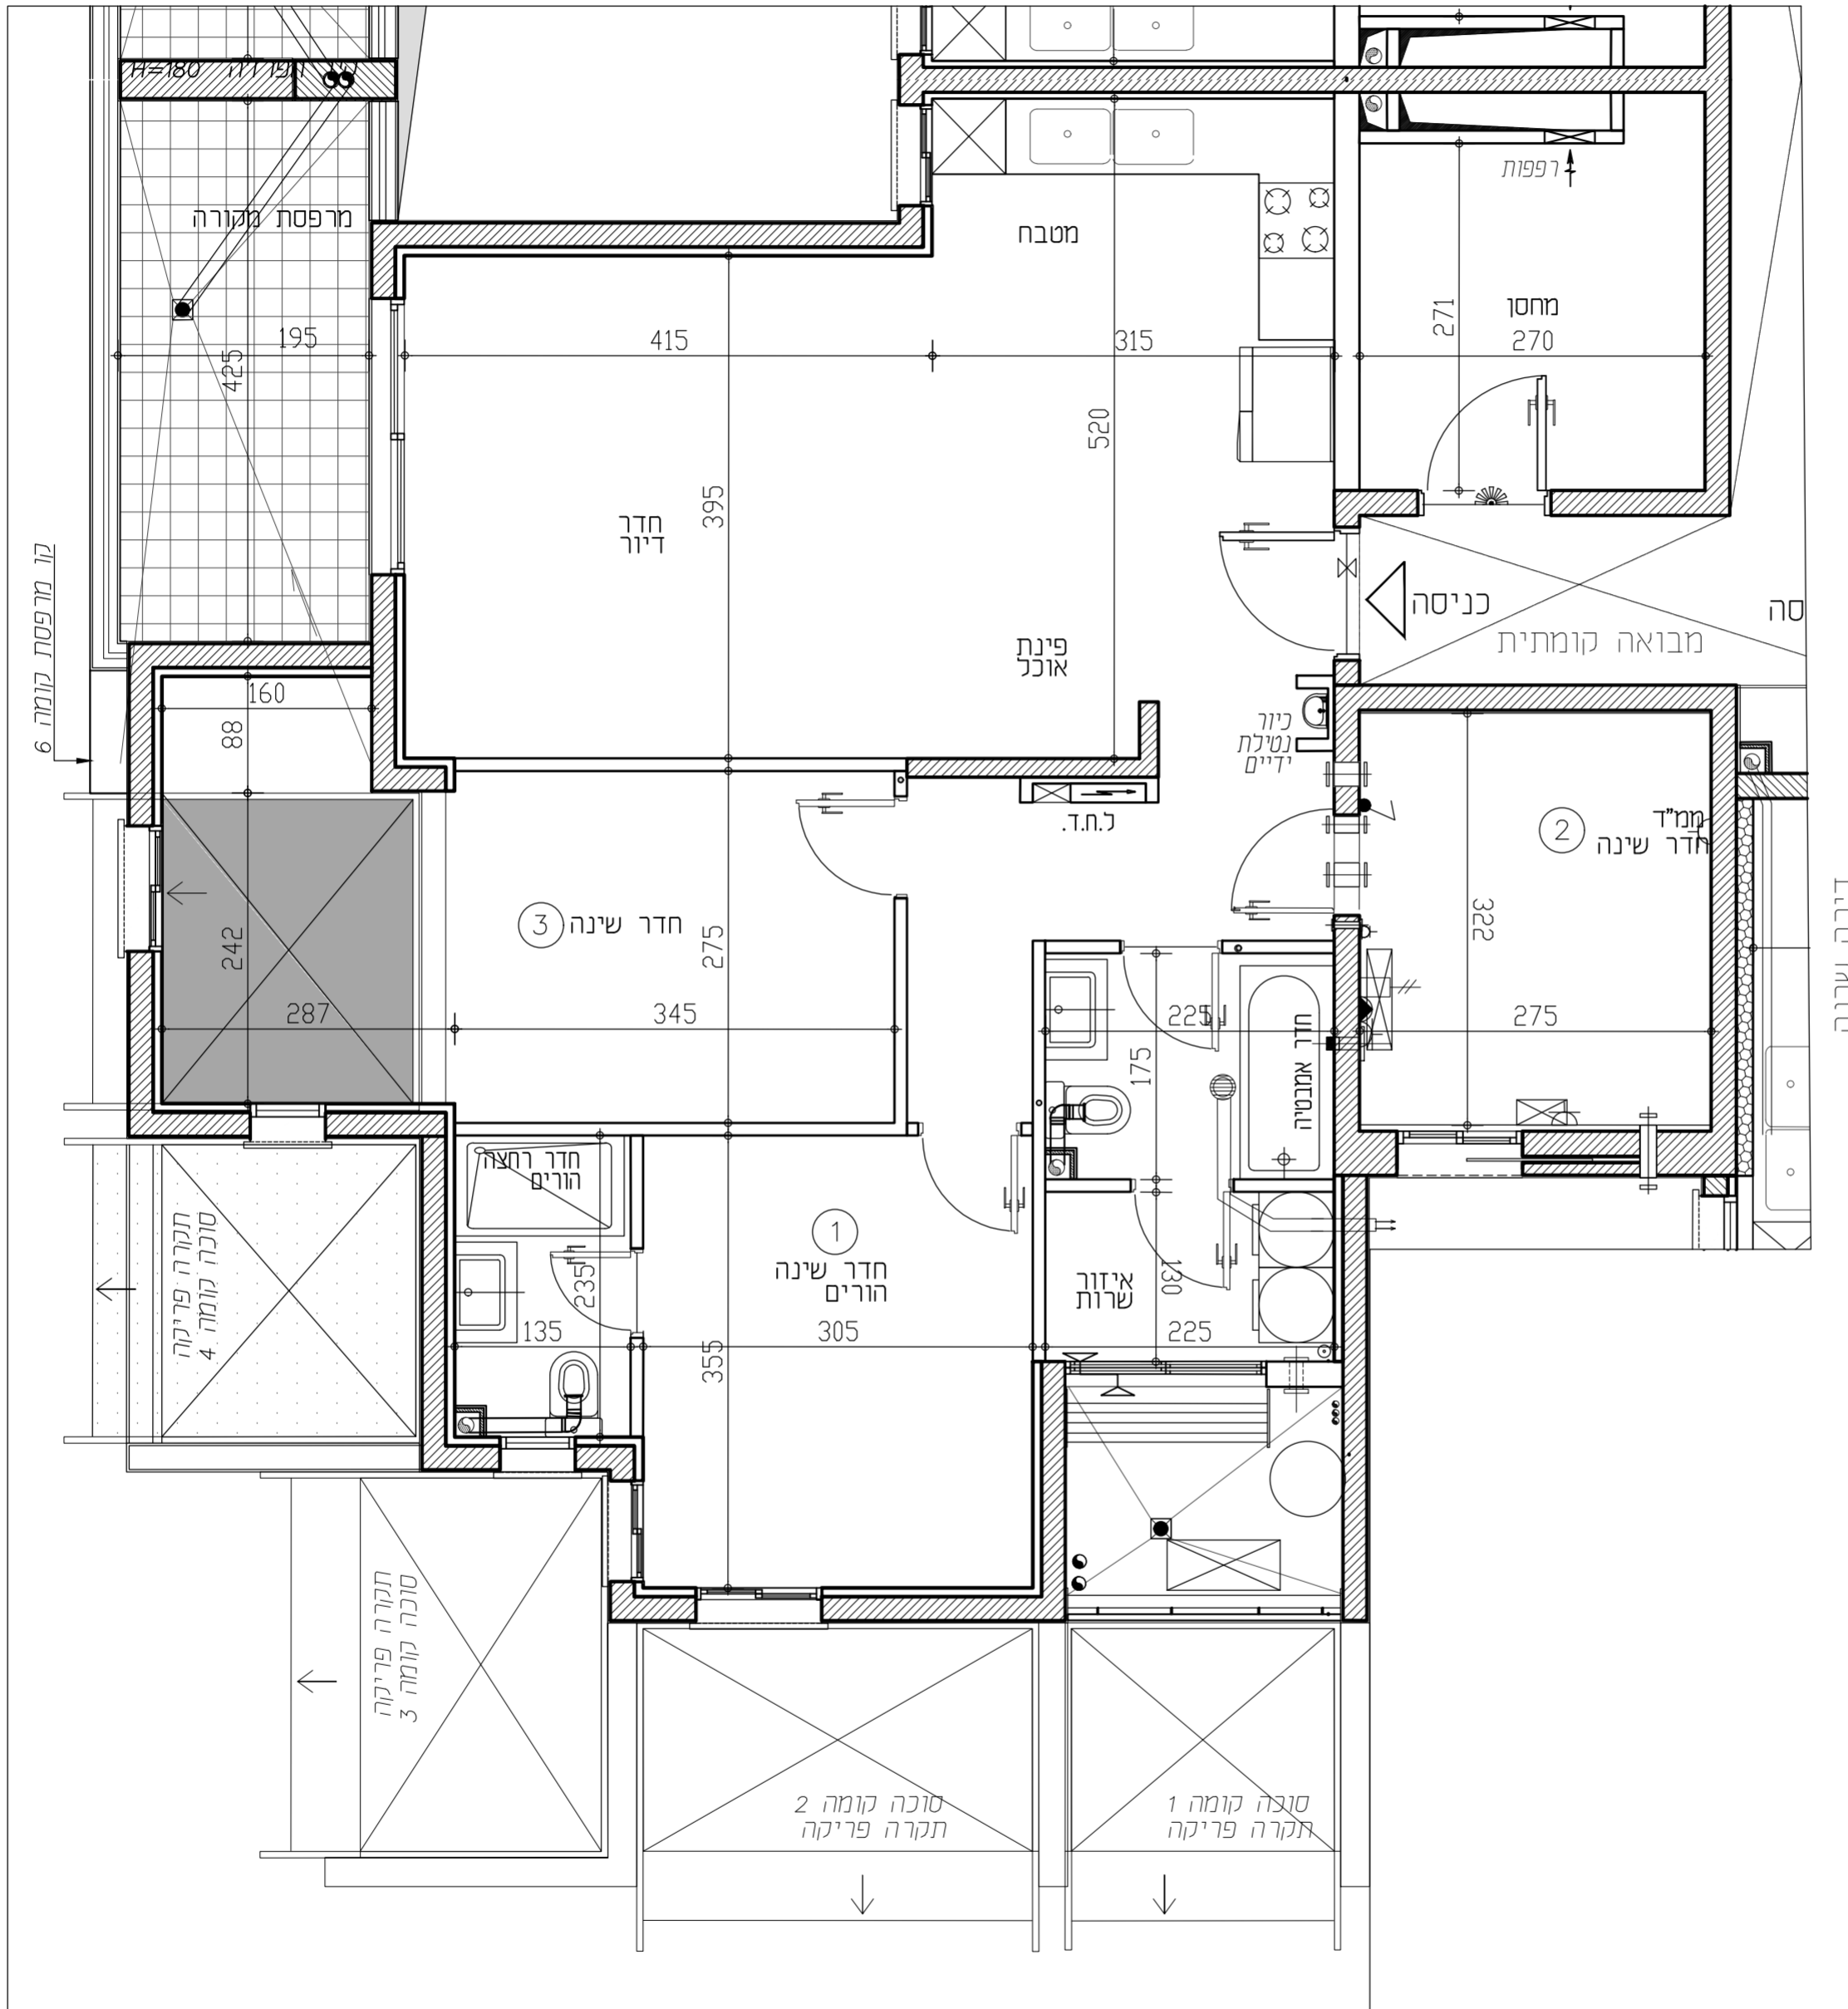 H=180
רפפות
מרפסת מקורה
מטבח
מחסן
271
270
195
425
415
315
520
395
חדר
דיור
קו מרפסת קומה 6
כניסה
סה
מבואה קומתית
פינת
אוכל
160
88
כיור
נטילת
ידיים
ל.ח.ד.
2
ממ"ד
חדר שינה
3
חדר שינה
322
242
275
287
345
225
275
175
חדר אמבטיה
חדר רחצה
הורים
1
חדר שינה
הורים
תקרה פריקה
סוכה קומה 4
235
איזור
שרות
130
135
305
225
355
תקרה פריקה
סוכה קומה 3
סוכה קומה 2
תקרה פריקה
סוכה קומה 1
תקרה פריקה